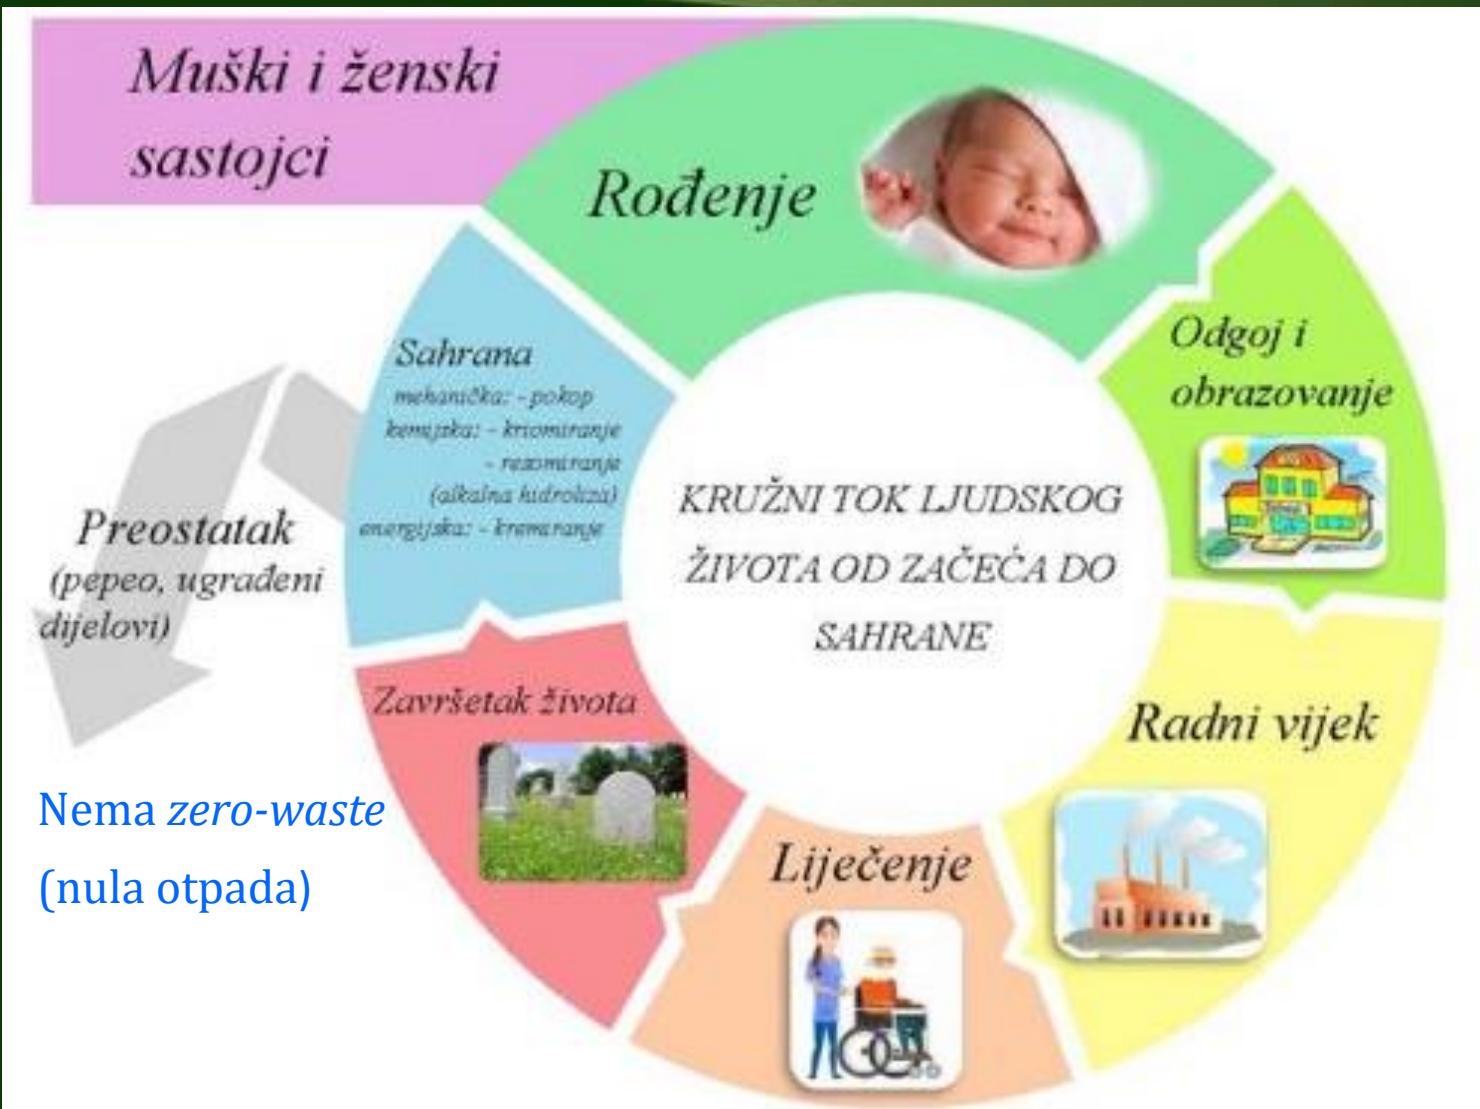 Muški i ženski
sastojci
Rođenje
Odgoj i
obrazovanje
Radni vijek
Liječenje
Završetak života
Sahrana
mehanička: - pokop
kemijska: - kriomiranje
- rezomiranje
(alkalna hidroliza)
energijska: - kremiranje
Preostatak
(pepeo, ugrađeni
dijelovi)
KRUŽNI TOK LJUDSKOG
ŽIVOTA OD ZAČEĆA DO
SAHRANE
Nema zero-waste
(nula otpada)